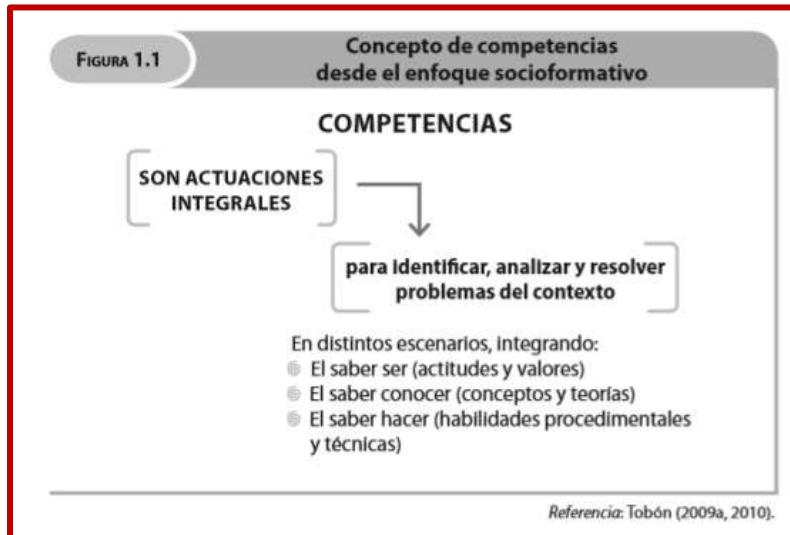 FIGURA 1.1
Concepto de competencias
desde el enfoque socioformativo
COMPETENCIAS
SON ACTUACIONES
INTEGRALES
para identificar, analizar y resolver
problemas del contexto
En distintos escenarios, integrando:
El saber ser (actitudes y valores)
El saber conocer (conceptos y teorías)
El saber hacer (habilidades procedimentales
y técnicas)
Referencia: Tobón (2009a, 2010).